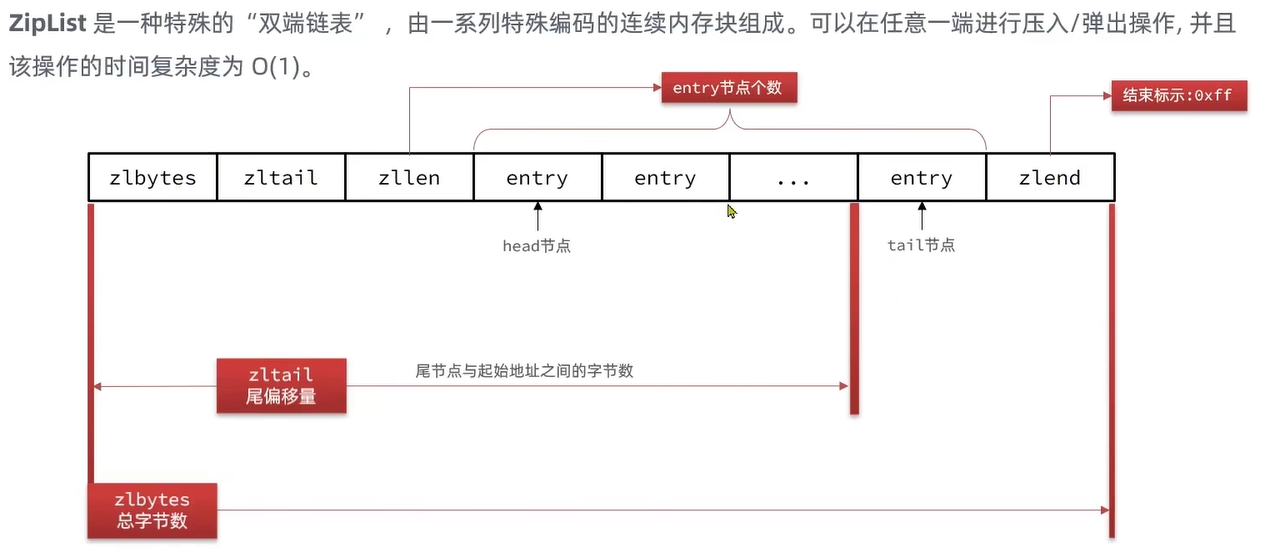 ZipList 是一种特殊的“双端链表” ，由一系列特殊编码的连续内存块组成。可以在任意一端进行压入/弹出操作, 并且
该操作的时间复杂度为 O(1)。
entry节点个数
结束标示:0xff
zlbytes zltail zllen entry entry ... entry zlend
head节点
tail节点
zltail
尾偏移量
尾节点与起始地址之间的字节数
zlbytes
总字节数